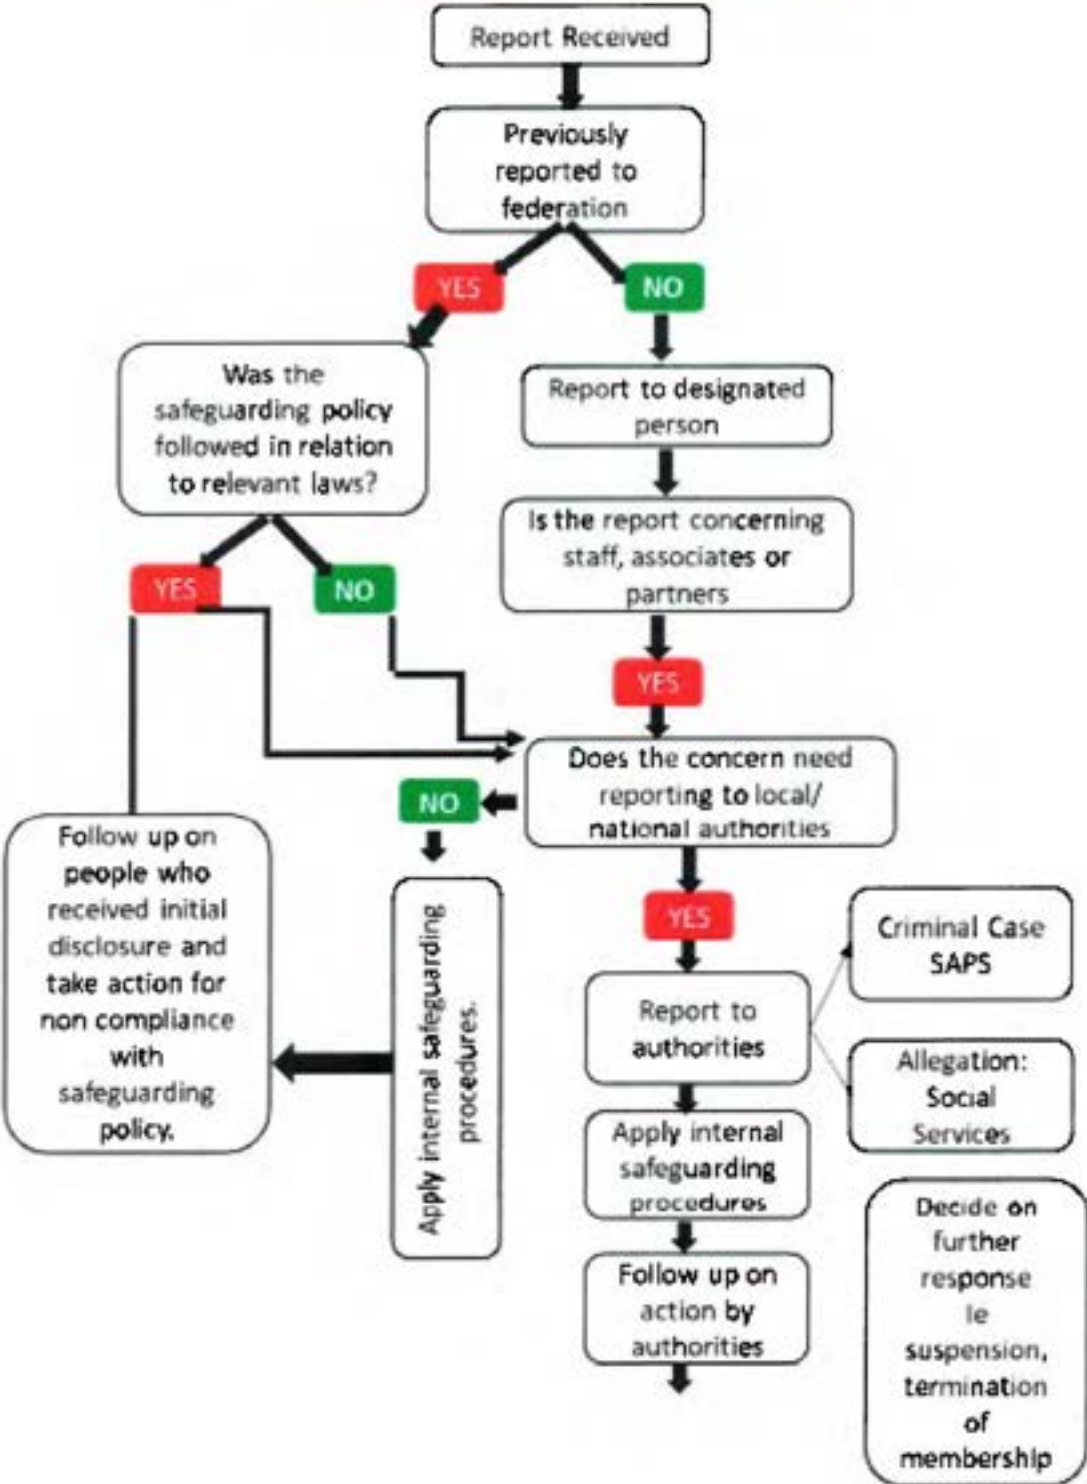 Report Received
Previously
reported to
federation
YES
NO
Was the
safeguarding policy
followed in relation
to relevant laws?
Report to designated
person
Is the report concerning
staff, associates or
partners
YES
NO
YES
Does the concern need
reporting to local/
national authorities
NO
Follow up on
people who
received initial
disclosure and
take action for
non compliance
with
safeguarding
policy.
Apply internal safeguarding
procedures.
YES
Report to
authorities
Criminal Case
SAPS
Allegation:
Social
Services
Apply internal
safeguarding
procedures
Follow up on
action by
authorities
Decide on
further
response
Ie
suspension,
termination
of
membership